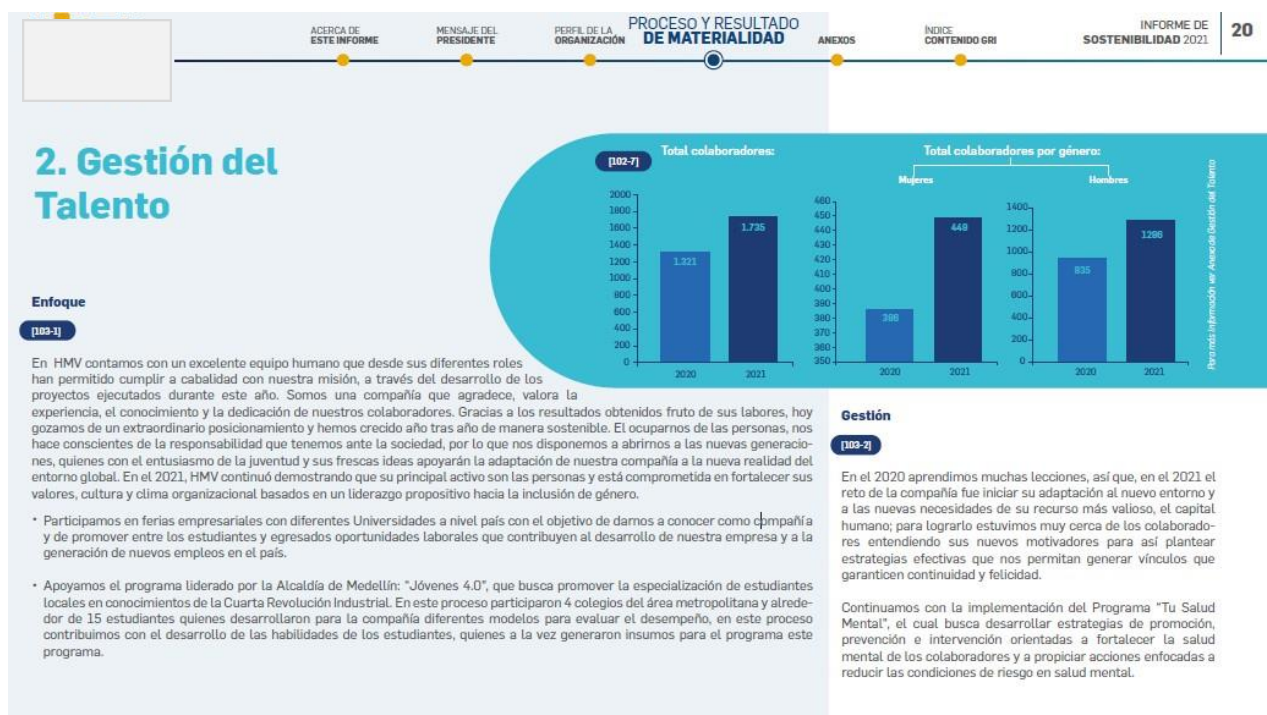 ACERCA DE
ESTE INFORME
MENSAJE DEL
PRESIDENTE
PERFIL DE LA
ORGANIZACIÓN
PROCESO Y RESULTADO
DE MATERIALIDAD
ANEXOS
ÍNDICE
CONTENIDO GRI
INFORME DE
SOSTENIBILIDAD 2021
20
2. Gestión del
Talento
[102-7]
Total colaboradores:
2000
1800
1600
1400
1200
1000
800
600
400
200
0
1.321
1.735
2020
2021
Total colaboradores por género:
Mujeres
460
450
440
430
420
410
400
390
380
370
360
350
386
449
2020
2021
Hombres
1400
1200
1000
800
600
400
200
0
935
1286
2020
2021
Para más información ver Anexo de Gestión del Talento
Enfoque
[103-1]
En HMV contamos con un excelente equipo humano que desde sus diferentes roles
han permitido cumplir a cabalidad con nuestra misión, a través del desarrollo de los
proyectos ejecutados durante este año. Somos una compañía que agradece, valora la
experiencia, el conocimiento y la dedicación de nuestros colaboradores. Gracias a los resultados obtenidos fruto de sus labores, hoy
gozamos de un extraordinario posicionamiento y hemos crecido año tras año de manera sostenible. El ocuparnos de las personas, nos
hace conscientes de la responsabilidad que tenemos ante la sociedad, por lo que nos disponemos a abrirnos a las nuevas generacio-
nes, quienes con el entusiasmo de la juventud y sus frescas ideas apoyarán la adaptación de nuestra compañía a la nueva realidad del
entorno global. En el 2021, HMV continuó demostrando que su principal activo son las personas y está comprometida en fortalecer sus
valores, cultura y clima organizacional basados en un liderazgo propositivo hacia la inclusión de género.
• Participamos en ferias empresariales con diferentes Universidades a nivel país con el objetivo de darnos a conocer como compañía
y de promover entre los estudiantes y egresados oportunidades laborales que contribuyen al desarrollo de nuestra empresa y a la
generación de nuevos empleos en el país.
• Apoyamos el programa liderado por la Alcaldía de Medellín: "Jóvenes 4.0", que busca promover la especialización de estudiantes
locales en conocimientos de la Cuarta Revolución Industrial. En este proceso participaron 4 colegios del área metropolitana y alrede-
dor de 15 estudiantes quienes desarrollaron para la compañía diferentes modelos para evaluar el desempeño, en este proceso
contribuimos con el desarrollo de las habilidades de los estudiantes, quienes a la vez generaron insumos para el programa este
programa.
Gestión
[103-2]
En el 2020 aprendimos muchas lecciones, así que, en el 2021 el
reto de la compañía fue iniciar su adaptación al nuevo entorno y
a las nuevas necesidades de su recurso más valioso, el capital
humano; para lograrlo estuvimos muy cerca de los colaborado-
res entendiendo sus nuevos motivadores para así plantear
estrategias efectivas que nos permitan generar vínculos que
garanticen continuidad y felicidad.
Continuamos con la implementación del Programa "Tu Salud
Mental", el cual busca desarrollar estrategias de promoción,
prevención e intervención orientadas a fortalecer la salud
mental de los colaboradores y a propiciar acciones enfocadas a
reducir las condiciones de riesgo en salud mental.